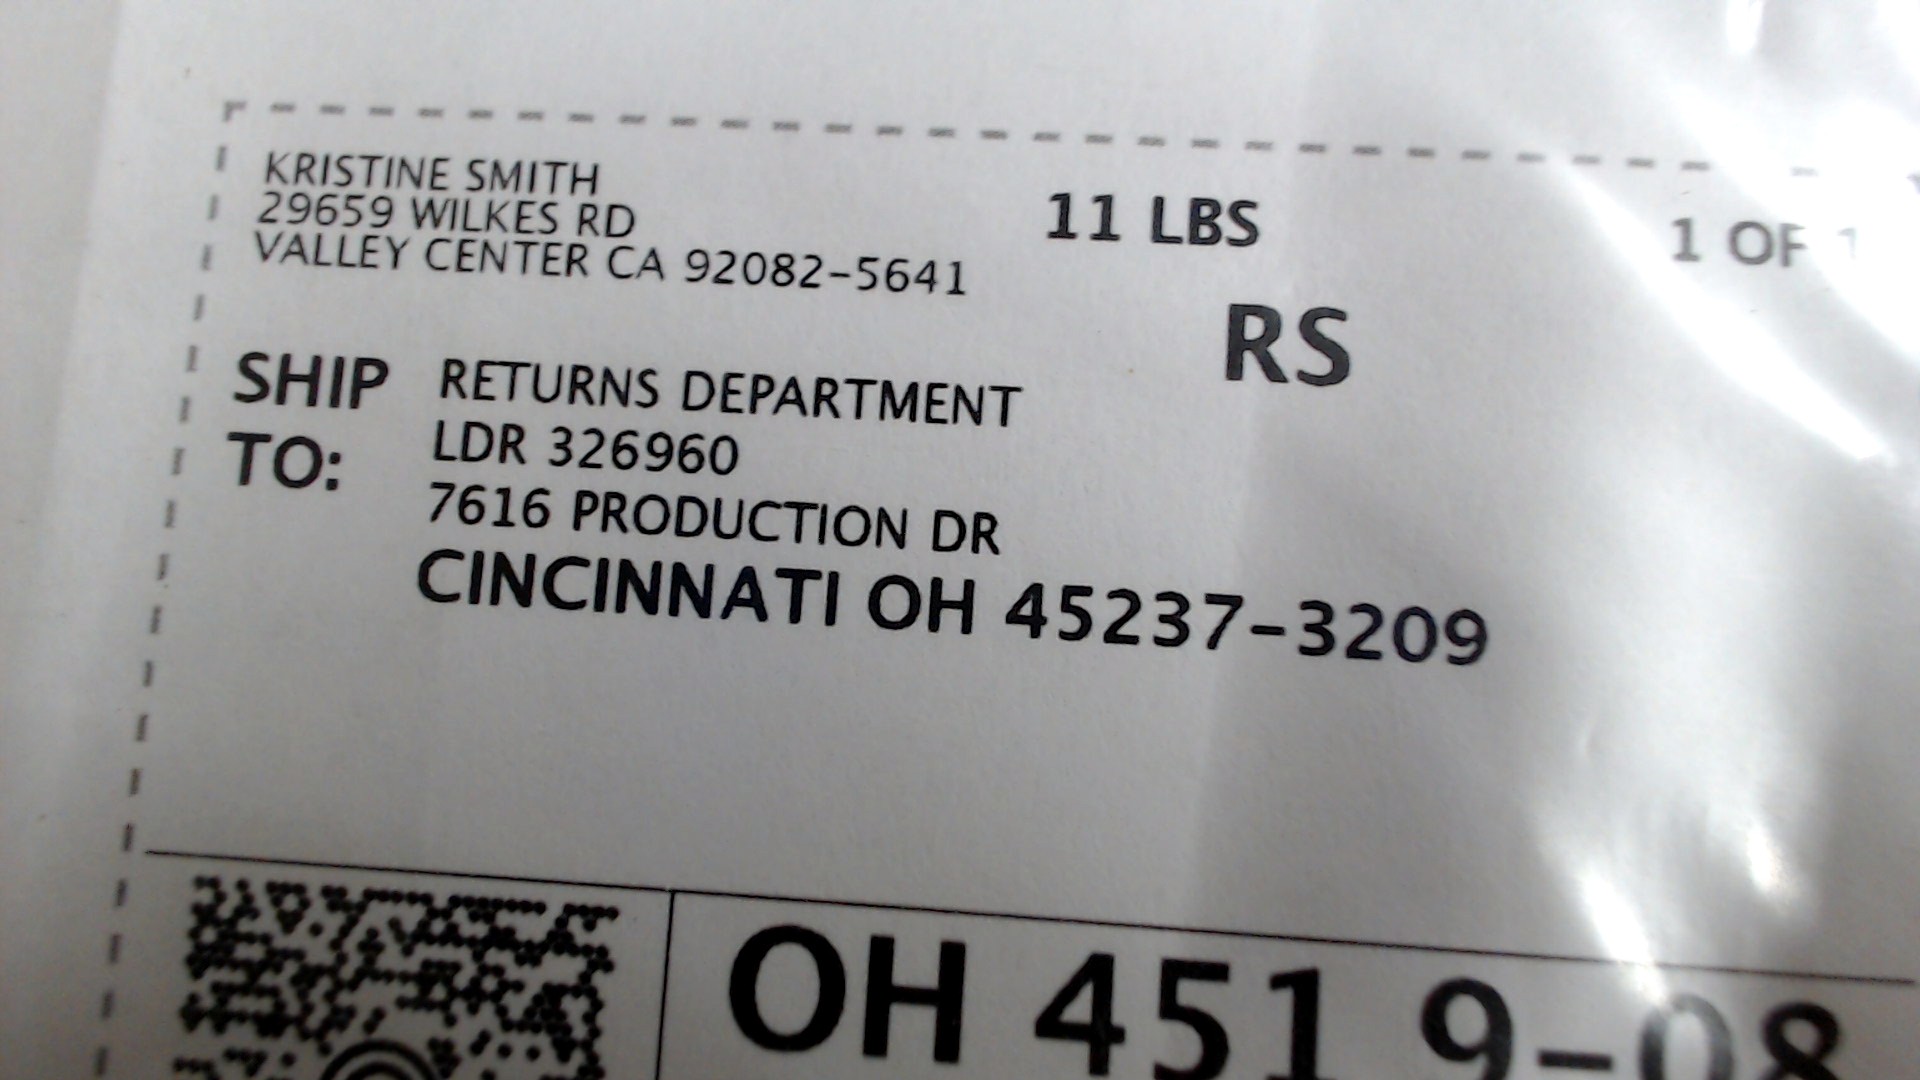 KRISTINE SMITH
29659 WILKES RD
VALLEY CENTER CA 92082-5641
11 LBS
1 OF 1
RS
SHIP TO:
RETURNS DEPARTMENT
LDR 326960
7616 PRODUCTION DR
CINCINNATI OH 45237-3209
OH 451 9-08